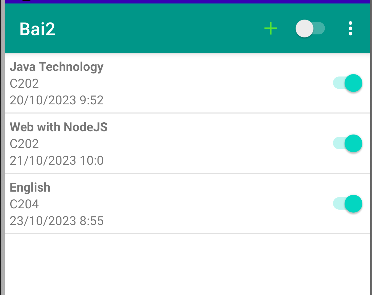 Bai2
Java Technology
C202
20/10/2023 9:52
Web with NodeJS
C202
21/10/2023 10:0
English
C204
23/10/2023 8:55